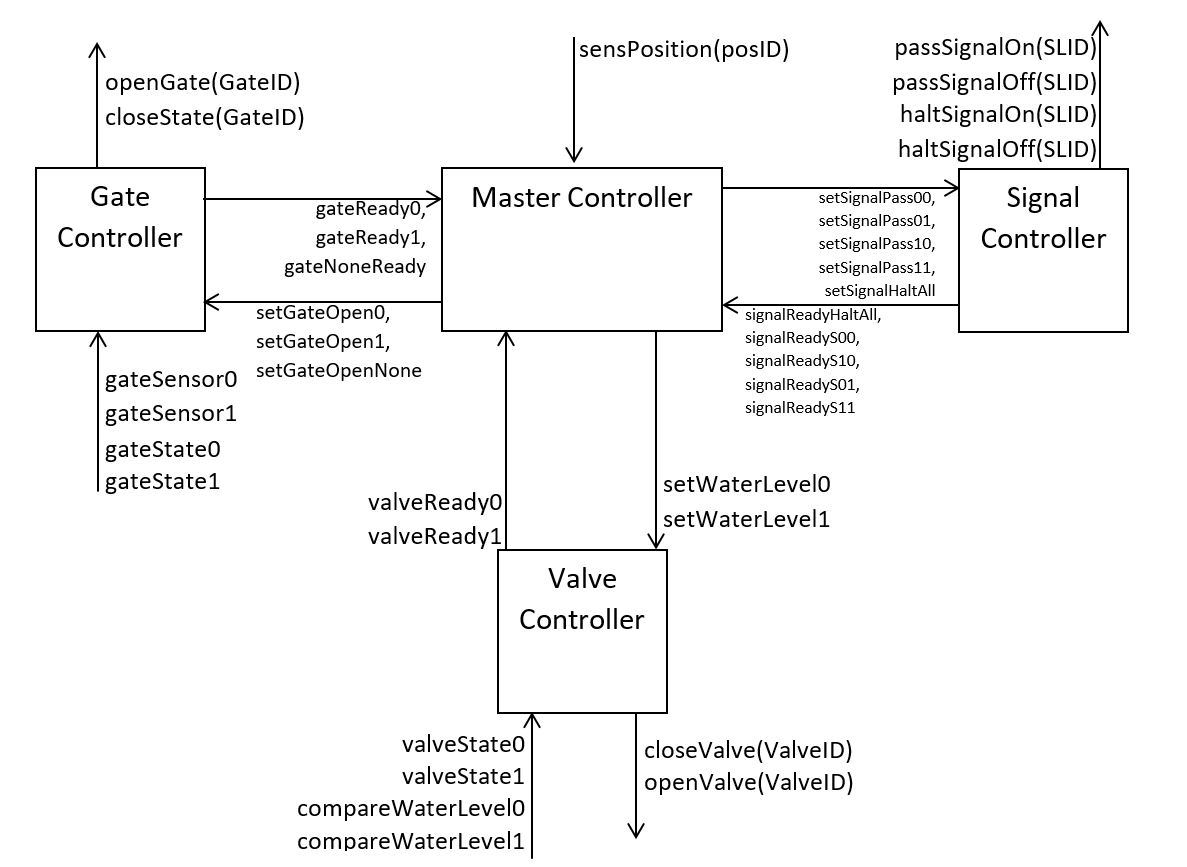 openGate(GateID)
closeState(GateID)
sensPosition(posID)
passSignalOn(SLID)
passSignalOff(SLID)
haltSignalOn(SLID)
haltSignalOff(SLID)
Gate
Controller
gateReady0,
gateReady1,
gateNoneReady
Master Controller
setSignalPass00,
setSignalPass01,
setSignalPass10,
setSignalPass11,
setSignalHaltAll
Signal
Controller
setGateOpen0,
setGateOpen1,
setGateOpenNone
signalReadyHaltAll,
signalReadyS00,
signalReadyS10,
signalReadyS01,
signalReadyS11
gateSensor0
gateSensor1
gateState0
gateState1
valveReady0
valveReady1
setWaterLevel0
setWaterLevel1
Valve
Controller
valveState0
valveState1
compareWaterLevel0
compareWaterLevel1
closeValve(ValveID)
openValve(ValveID)